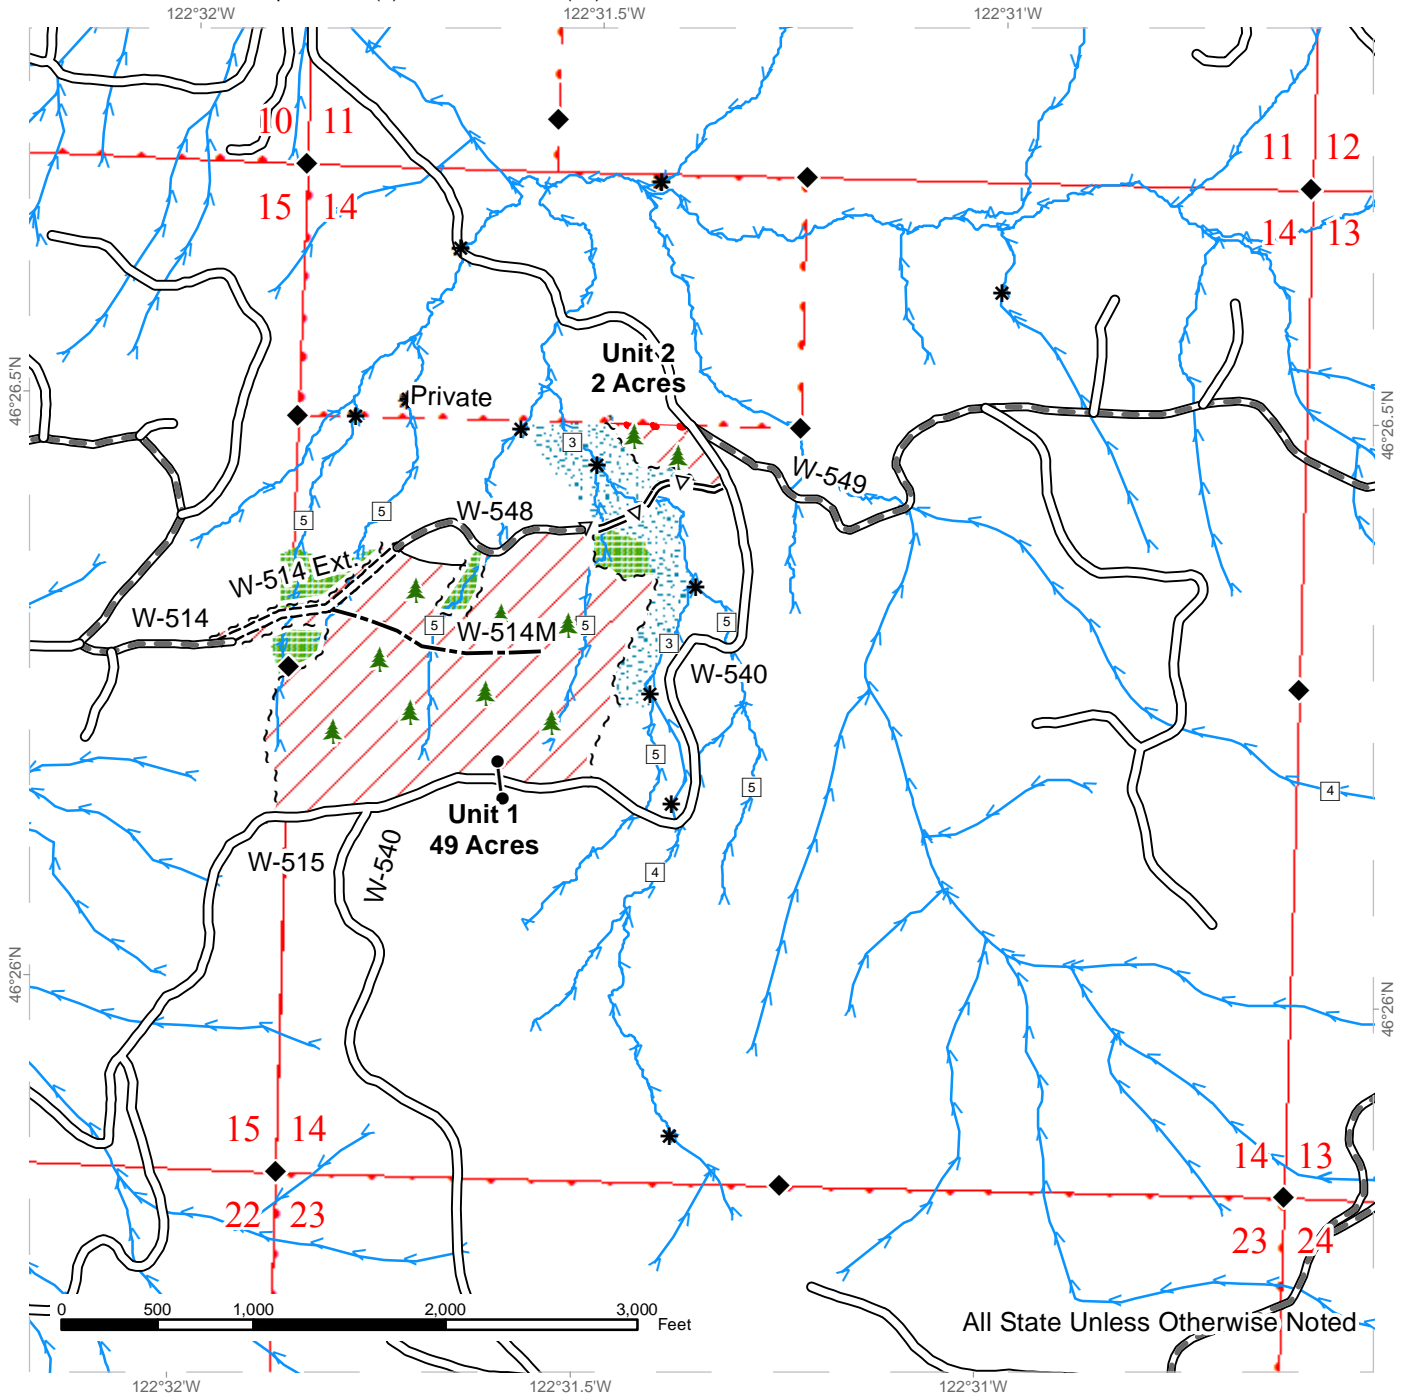 122°32'W
122°31.5'W
122°31'W
10
11
11
12
15
14
14
13
46°26.5'N
46°26.5'N
Unit 2
2 Acres
Private
3
W-549
5
5
W-548
W-514 Ext.
W-514
5
W-514M
5
5
3
W-540
5
5
4
Unit 1
49 Acres
W-515
W-540
4
46°26'N
46°26'N
15
14
14
13
22
23
23
24
0
500
1,000
2,000
3,000
Feet
All State Unless Otherwise Noted
122°32'W
122°31.5'W
122°31'W